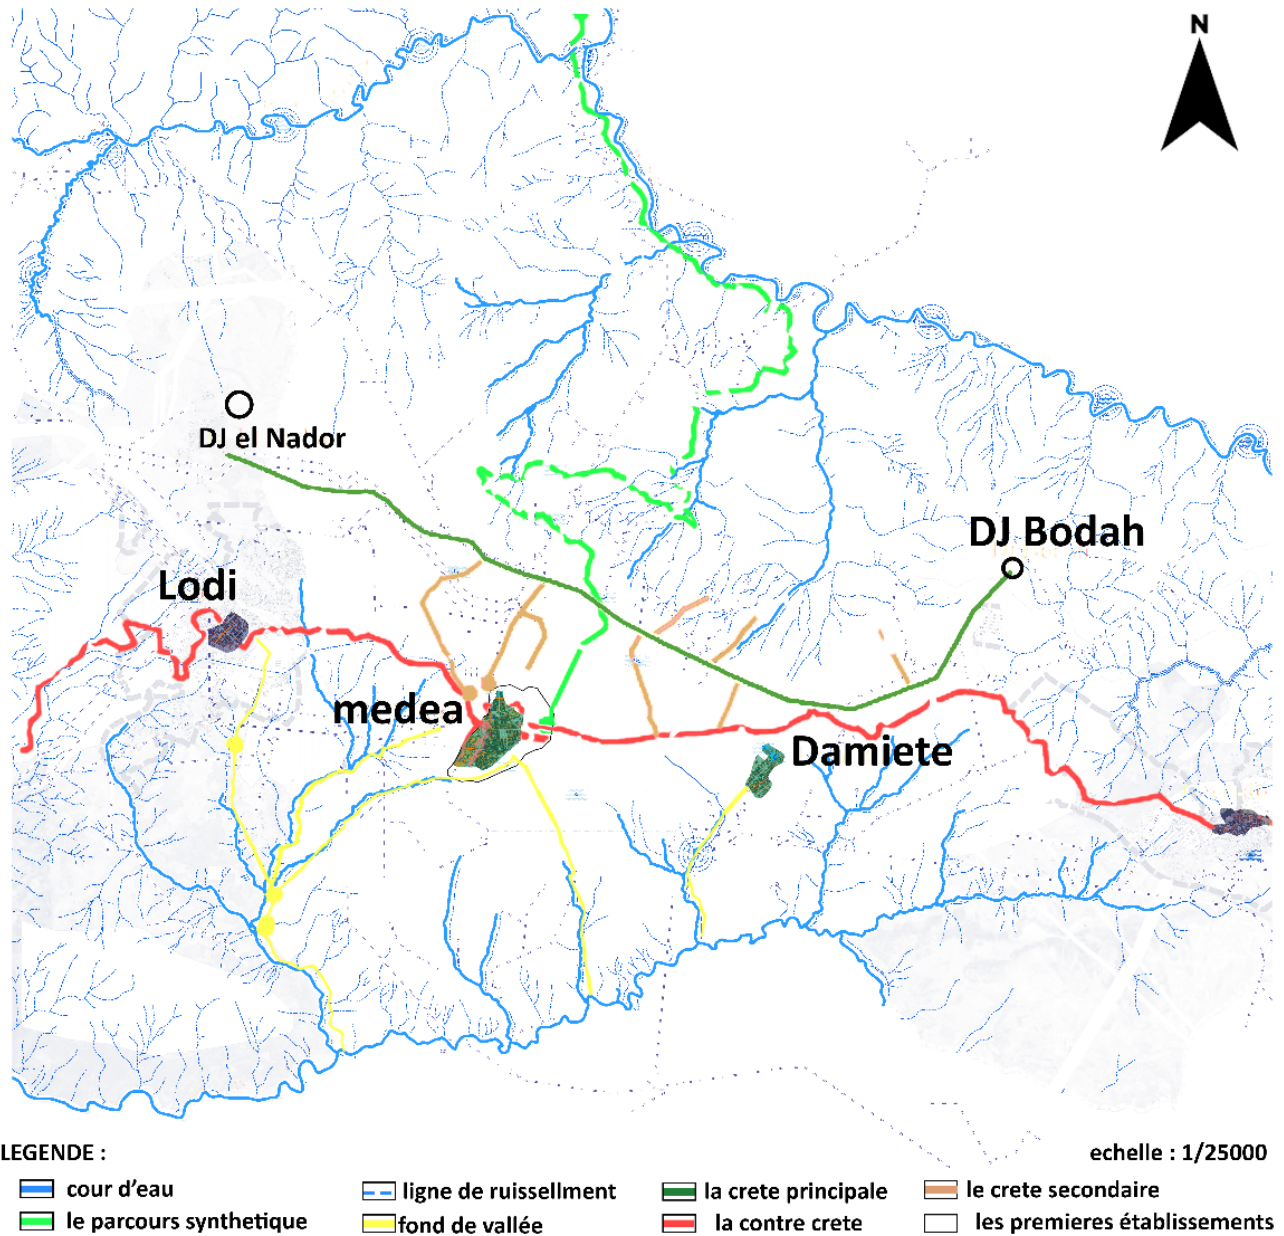 N
DJ el Nador
DJ Bodah
Lodi
medea
Damiete
LEGENDE :
echelle : 1/25000
cour d'eau
ligne de ruissellment
la crete principale
le crete secondaire
le parcours synthetique
fond de vallée
la contre crete
les premieres établissements